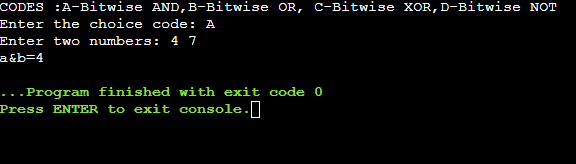 CODES :A-Bitwise AND,B-Bitwise OR, C-Bitwise XOR,D-Bitwise NOT
Enter the choice code: A
Enter two numbers: 4 7
a&b=4
...Program finished with exit code 0
Press ENTER to exit console.